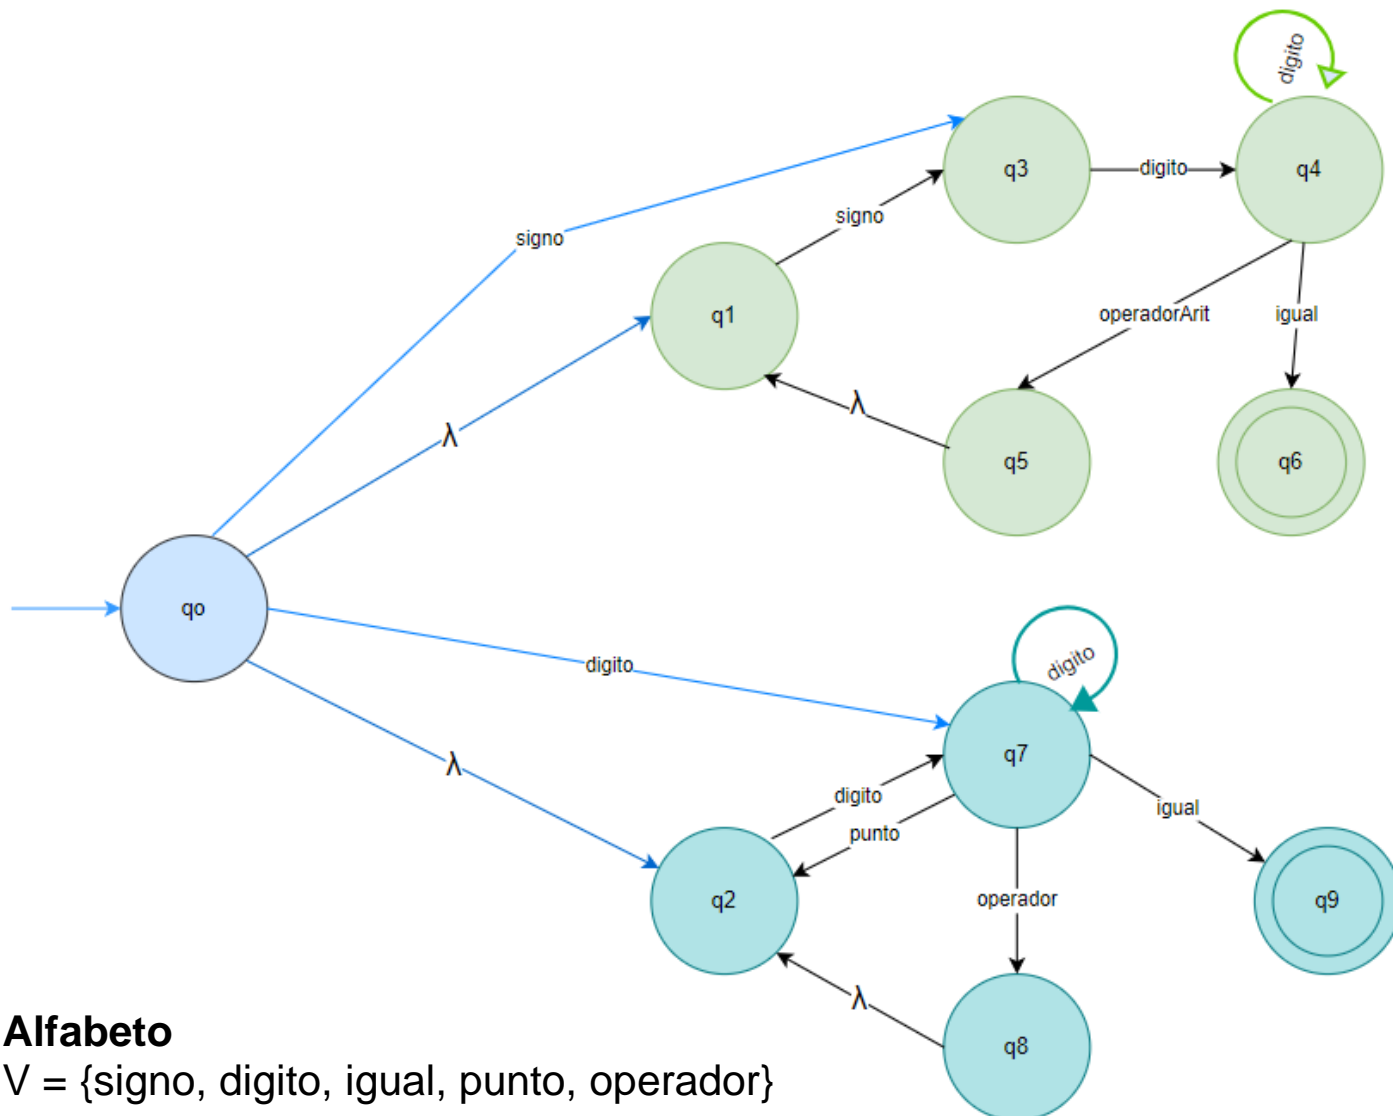 digito
q3
digito
q4
signo
signo
q1
operadorArit
igual
λ
λ
q5
q6
qo
digito
digito
λ
q7
digito
igual
punto
q2
operador
q9
λ
q8
Alfabeto
V = {signo, digito, igual, punto, operador}